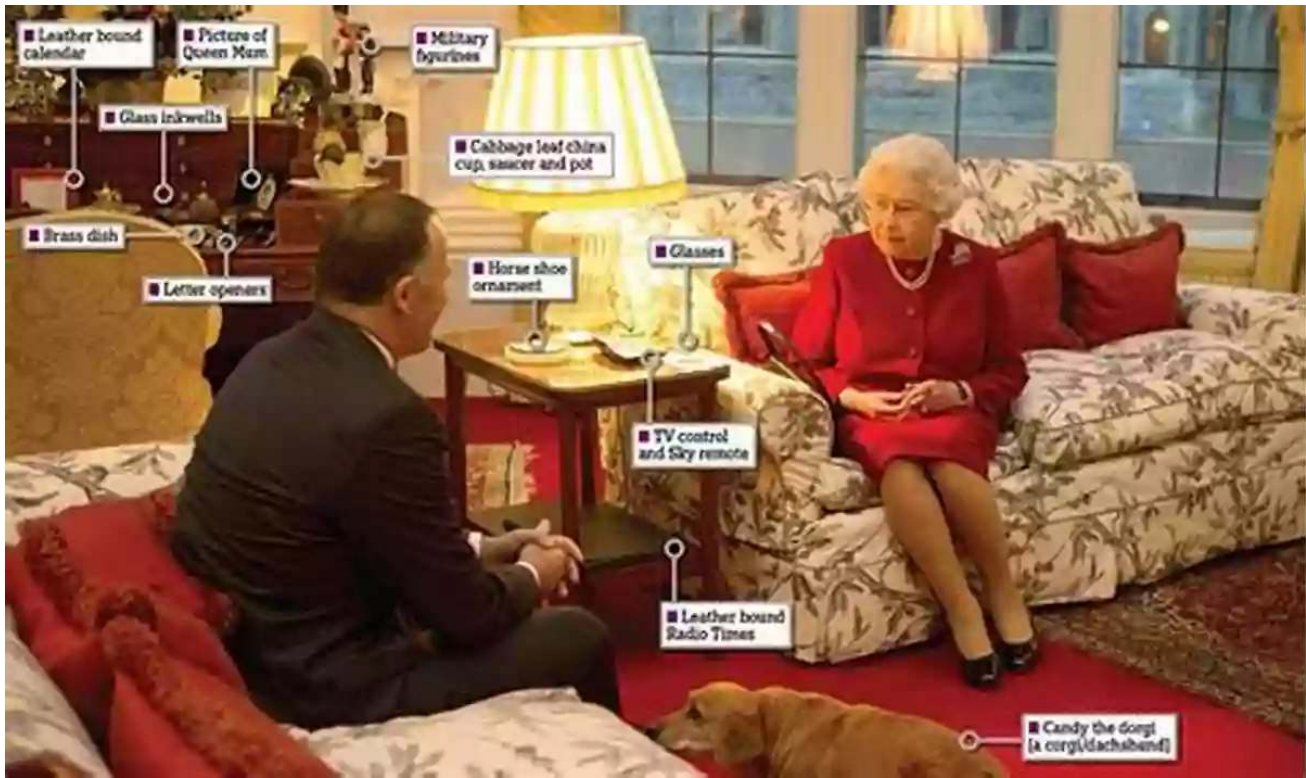 Leather bound
calendar
Picture of
Queen Mum
Military
figurines
Glass inkwells
Cabbage leaf china
cup, saucer and pot
Brass dish
Glasses
Horse shoe
ornament
Letter openers
TV control
and Sky remote
Leather bound
Radio Times
Candy the dorgi
[a corgi/dachshund]